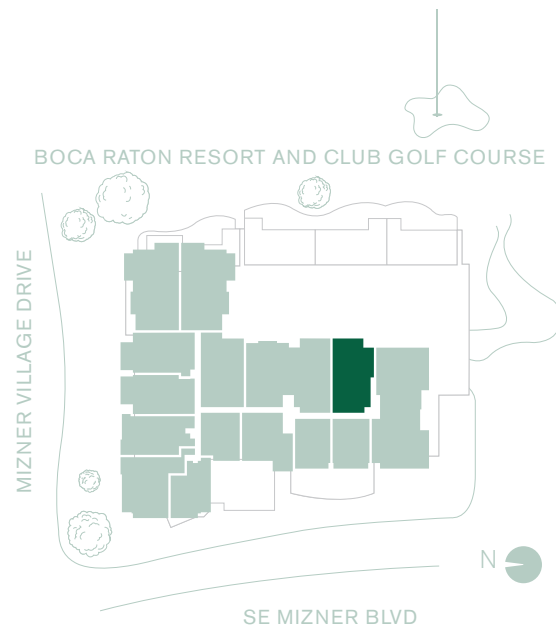 BOCA RATON RESORT AND CLUB GOLF COURSE
MIZNER VILLAGE DRIVE
N
SE MIZNER BLVD